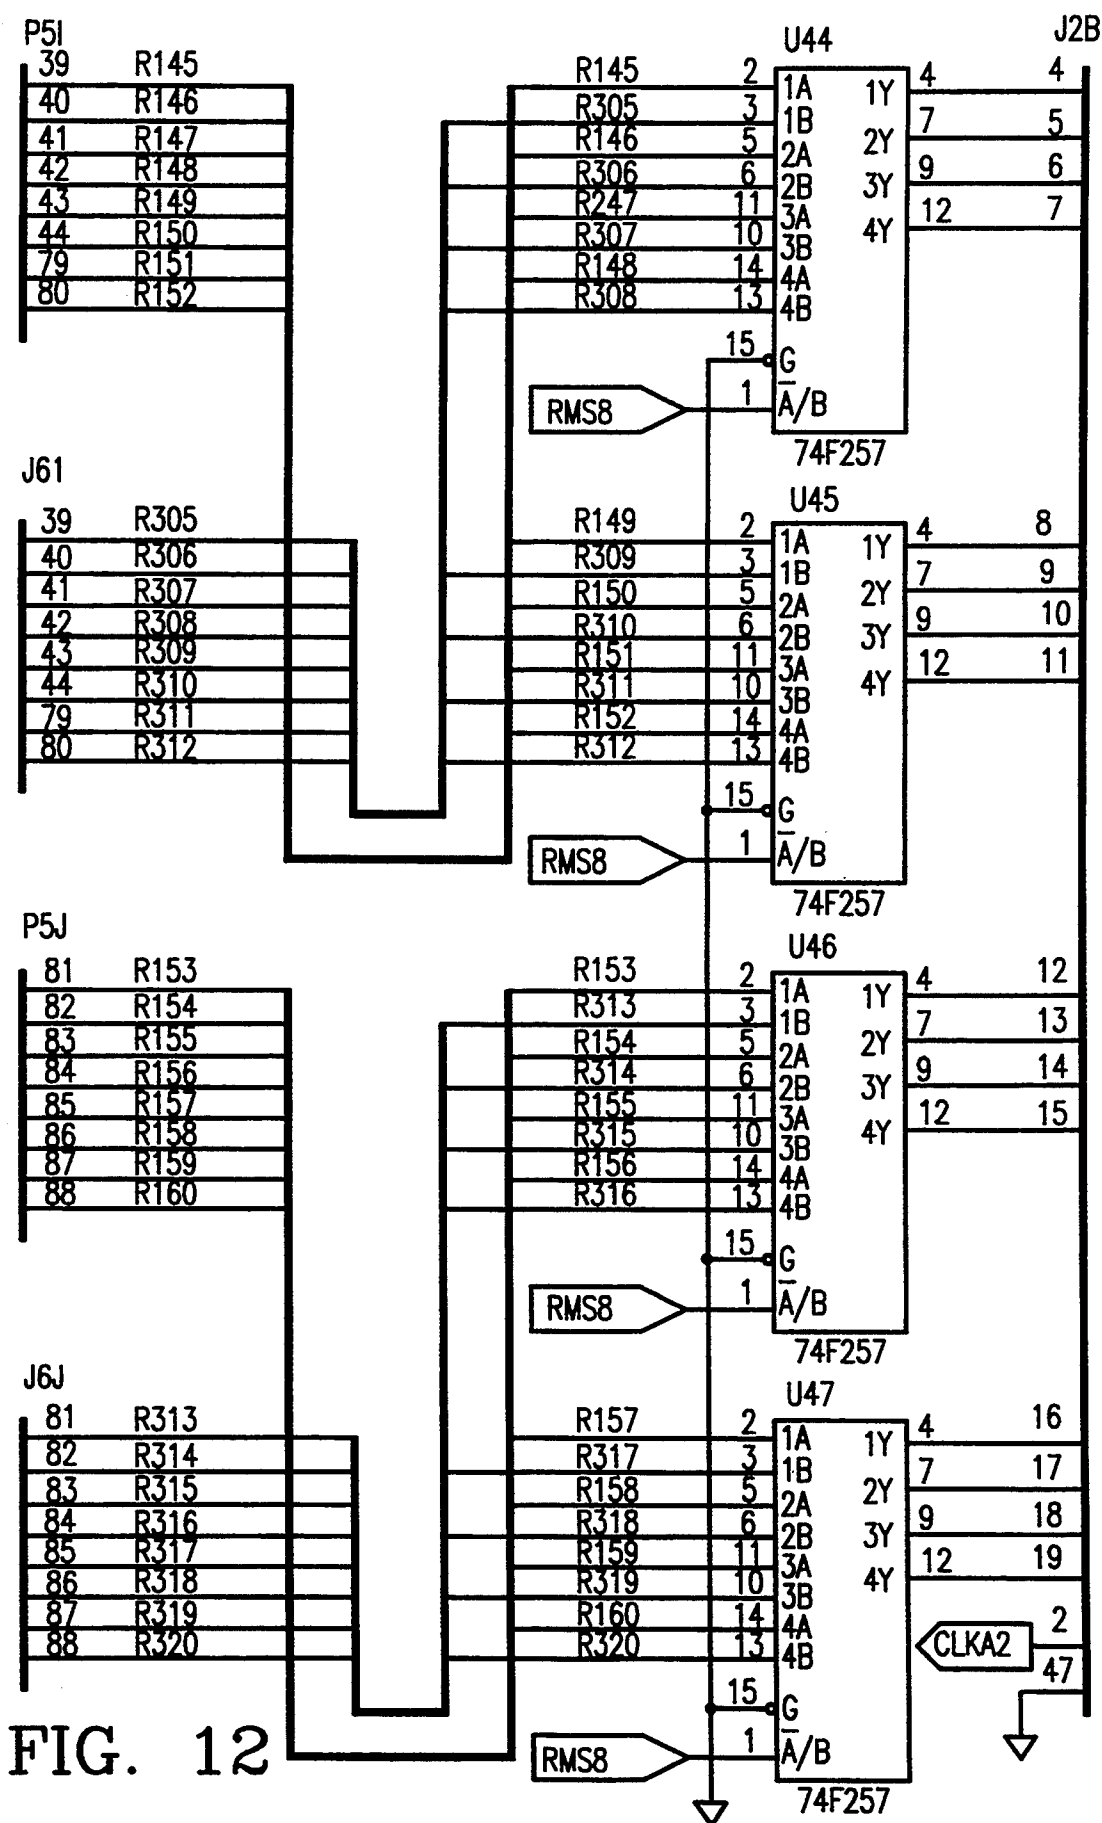 P5I
39 R145
40 R146
41 R147
42 R148
43 R149
44 R150
79 R151
80 R152
J61
39 R305
40 R306
41 R307
42 R308
43 R309
44 R310
79 R311
80 R312
P5J
81 R153
82 R154
83 R155
84 R156
85 R157
86 R158
87 R159
88 R160
J6J
81 R313
82 R314
83 R315
84 R316
85 R317
86 R318
87 R319
88 R320
U44
R145 2 1A
R305 3 1B
R146 5 2A
R306 6 2B
R247 11 3A
R307 10 3B
R148 14 4A
R308 13 4B
15 G
RMS8 1 A̅/B
1Y 4 4
2Y 7 5
3Y 9 6
4Y 12 7
74F257
U45
R149 2 1A
R309 3 1B
R150 5 2A
R310 6 2B
R151 11 3A
R311 10 3B
R152 14 4A
R312 13 4B
15 G
RMS8 1 A̅/B
1Y 4 8
2Y 7 9
3Y 9 10
4Y 12 11
74F257
U46
R153 2 1A
R313 3 1B
R154 5 2A
R314 6 2B
R155 11 3A
R315 10 3B
R156 14 4A
R316 13 4B
15 G
RMS8 1 A̅/B
1Y 4 12
2Y 7 13
3Y 9 14
4Y 12 15
74F257
U47
R157 2 1A
R317 3 1B
R158 5 2A
R318 6 2B
R159 11 3A
R319 10 3B
R160 14 4A
R320 13 4B
15 G
RMS8 1 A̅/B
1Y 4 16
2Y 7 17
3Y 9 18
4Y 12 19
74F257
J2B
CLKA2 2
47
FIG. 12